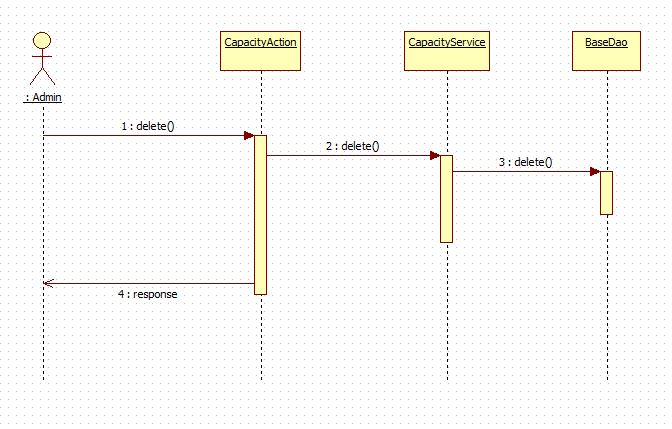 CapacityAction
CapacityService
BaseDao
: Admin
1 : delete()
2 : delete()
3 : delete()
4 : response